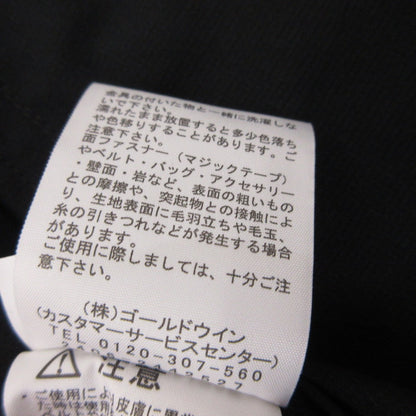 金具の付いた物と一緒に洗濯しな
いで下さい。
濡れたまま放置すると多少色落ち
や色移りすることがあります。ご
注意下さい。
面ファスナー（マジックテープ）
やベルト・バッグ・アクセサリー
・壁面・岩など、表面の粗いもの
との摩擦や、突起物との接触によ
り、生地表面に毛羽立ちや毛玉、
糸の引きつれなどが発生する場合
があります。
ご使用に際しましては、十分ご注
意下さい。
(株)ゴールドウイン
(カスタマーサービスセンター)
TEL 0120-307-560
注意
・ご使用によ